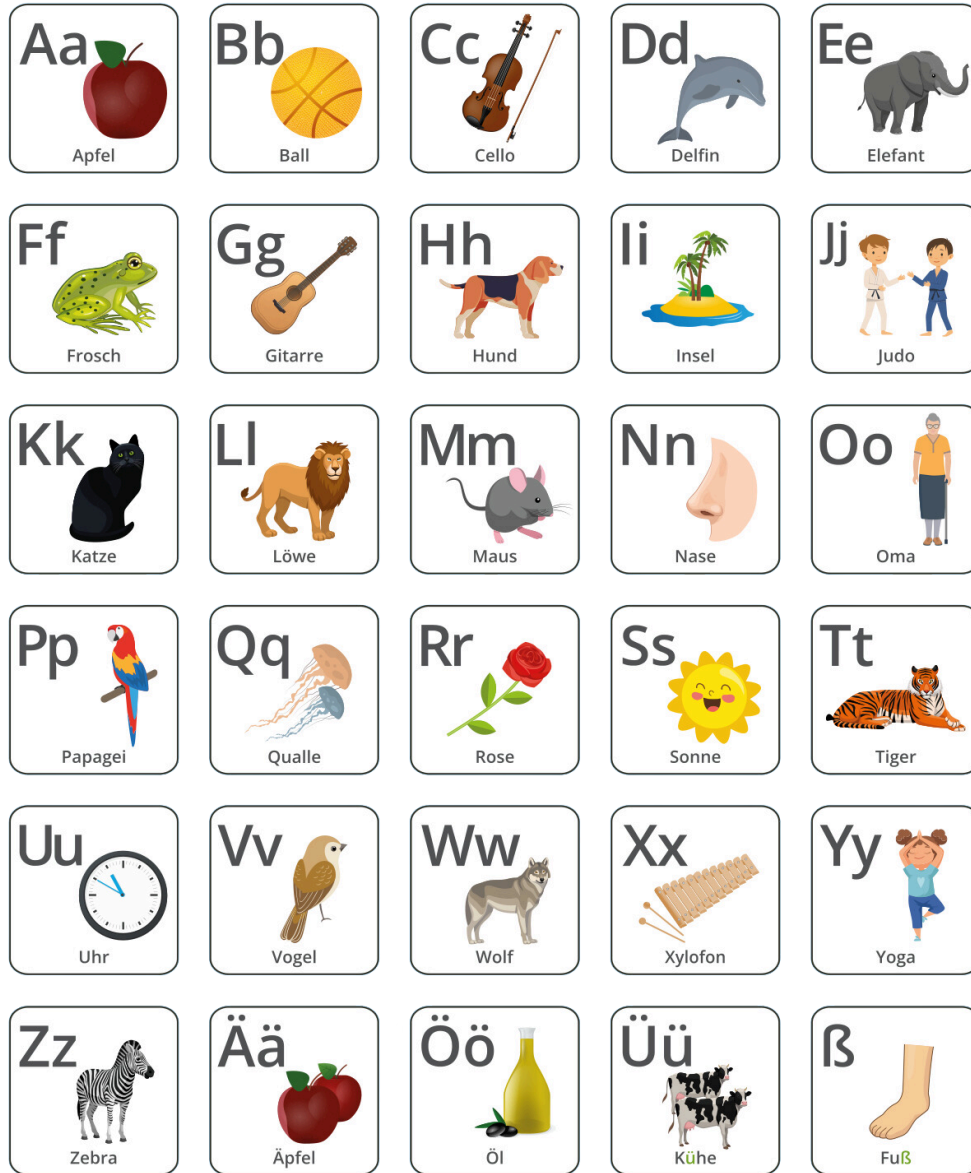 Aa
Apfel
Bb
Ball
Cc
Cello
Dd
Delfin
Ee
Elefant
Ff
Frosch
Gg
Gitarre
Hh
Hund
Ii
Insel
Jj
Judo
Kk
Katze
Ll
Löwe
Mm
Maus
Nn
Nase
Oo
Oma
Pp
Papagei
Qq
Qualle
Rr
Rose
Ss
Sonne
Tt
Tiger
Uu
Uhr
Vv
Vogel
Ww
Wolf
Xx
Xylofon
Yy
Yoga
Zz
Zebra
Ää
Äpfel
Öö
Öl
Üü
Kühe
ß
Fuß